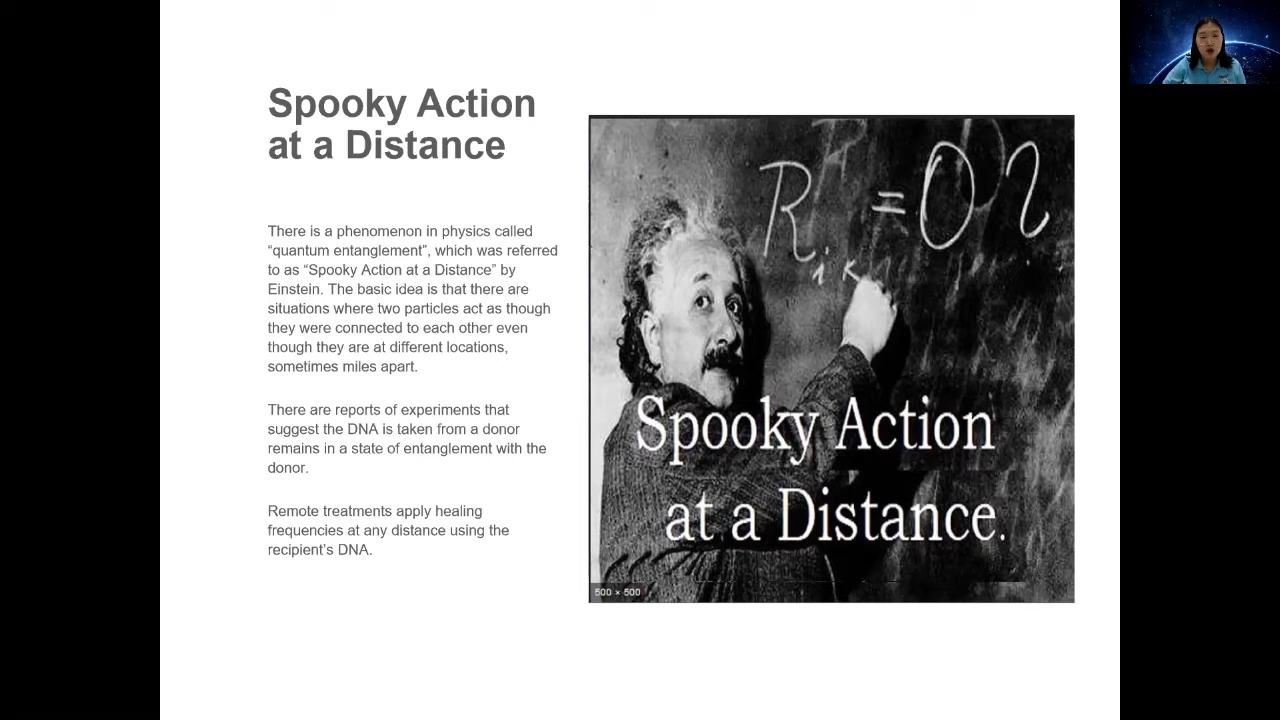 Spooky Action
at a Distance
There is a phenomenon in physics called
“quantum entanglement”, which was referred
to as “Spooky Action at a Distance” by
Einstein. The basic idea is that there are
situations where two particles act as though
they were connected to each other even
though they are at different locations,
sometimes miles apart.
There are reports of experiments that
suggest the DNA is taken from a donor
remains in a state of entanglement with the
donor.
Remote treatments apply healing
frequencies at any distance using the
recipient’s DNA.
R i k = 0 ?
Spooky Action
at a Distance.
500 × 500